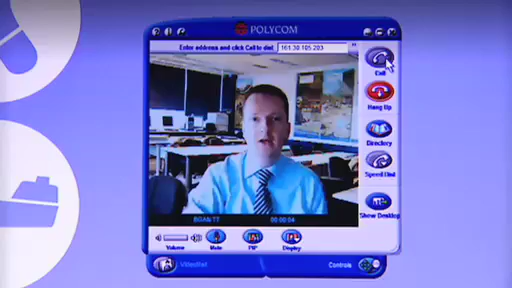 POLYCOM
Enter address and click Call to dial
161.30.105.203
Call
Hang Up
Directory
Speed Dial
Show Desktop
00:00:04
Volume
Mute
PIP
Display
Controls